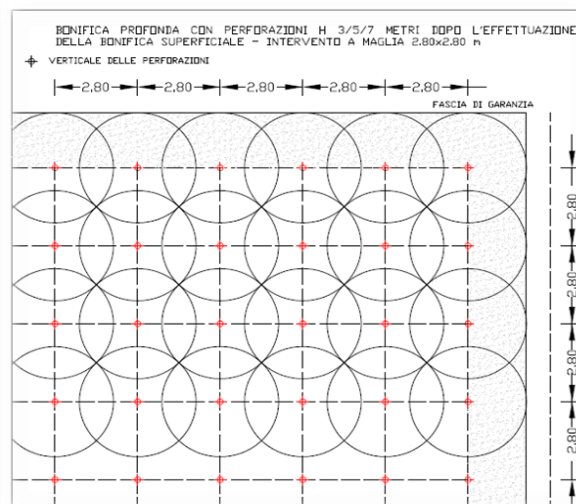 BONIFICA PROFONDA CON PERFORAZIONI H 3/5/7 METRI DOPO L'EFFETTUAZIONE
DELLA BONIFICA SUPERFICIALE - INTERVENTO A MAGLIA 2.80x2.80 m
VERTICALE DELLE PERFORAZIONI
2,80 2,80 2,80 2,80 2,80
FASCIA DI GARANZIA
2,80
2,80
2,80
2,80